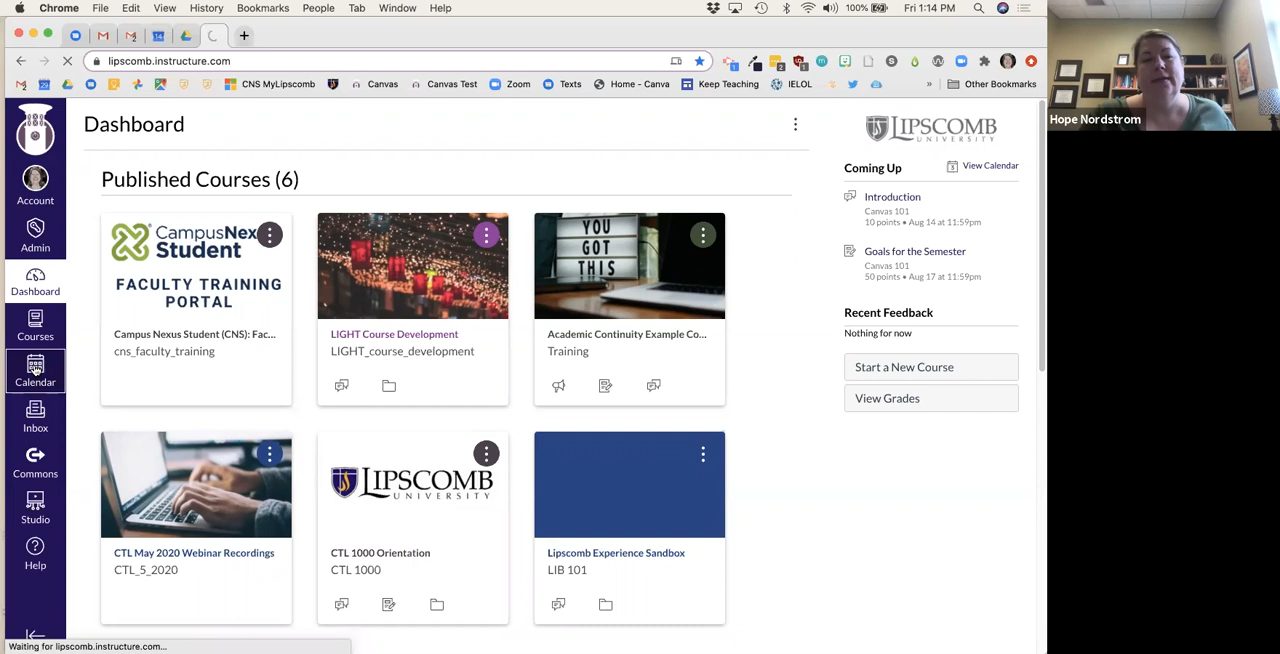 Chrome File Edit View History Bookmarks People Tab Window Help 100% Fri 1:14 PM
lipscomb.instructure.com
CNS MyLipscomb Canvas Canvas Test Zoom Texts Home - Canva Keep Teaching IELOL » Other Bookmarks
Hope Nordstrom
Account
Admin
Dashboard
Courses
Calendar
Inbox
Commons
Studio
Help
Dashboard
Published Courses (6)
CampusNex
Student
FACULTY TRAINING
PORTAL
Campus Nexus Student (CNS): Fac...
cns_faculty_training
LIGHT Course Development
LIGHT_course_development
YOU
GOT
THIS
Academic Continuity Example Co...
Training
CTL May 2020 Webinar Recordings
CTL_5_2020
LIPSCOMB
UNIVERSITY
CTL 1000 Orientation
CTL 1000
Lipscomb Experience Sandbox
LIB 101
LIPSCOMB
UNIVERSITY
Coming Up View Calendar
Introduction
Canvas 101
10 points • Aug 14 at 11:59pm
Goals for the Semester
Canvas 101
50 points • Aug 17 at 11:59pm
Recent Feedback
Nothing for now
Start a New Course
View Grades
Waiting for lipscomb.instructure.com...